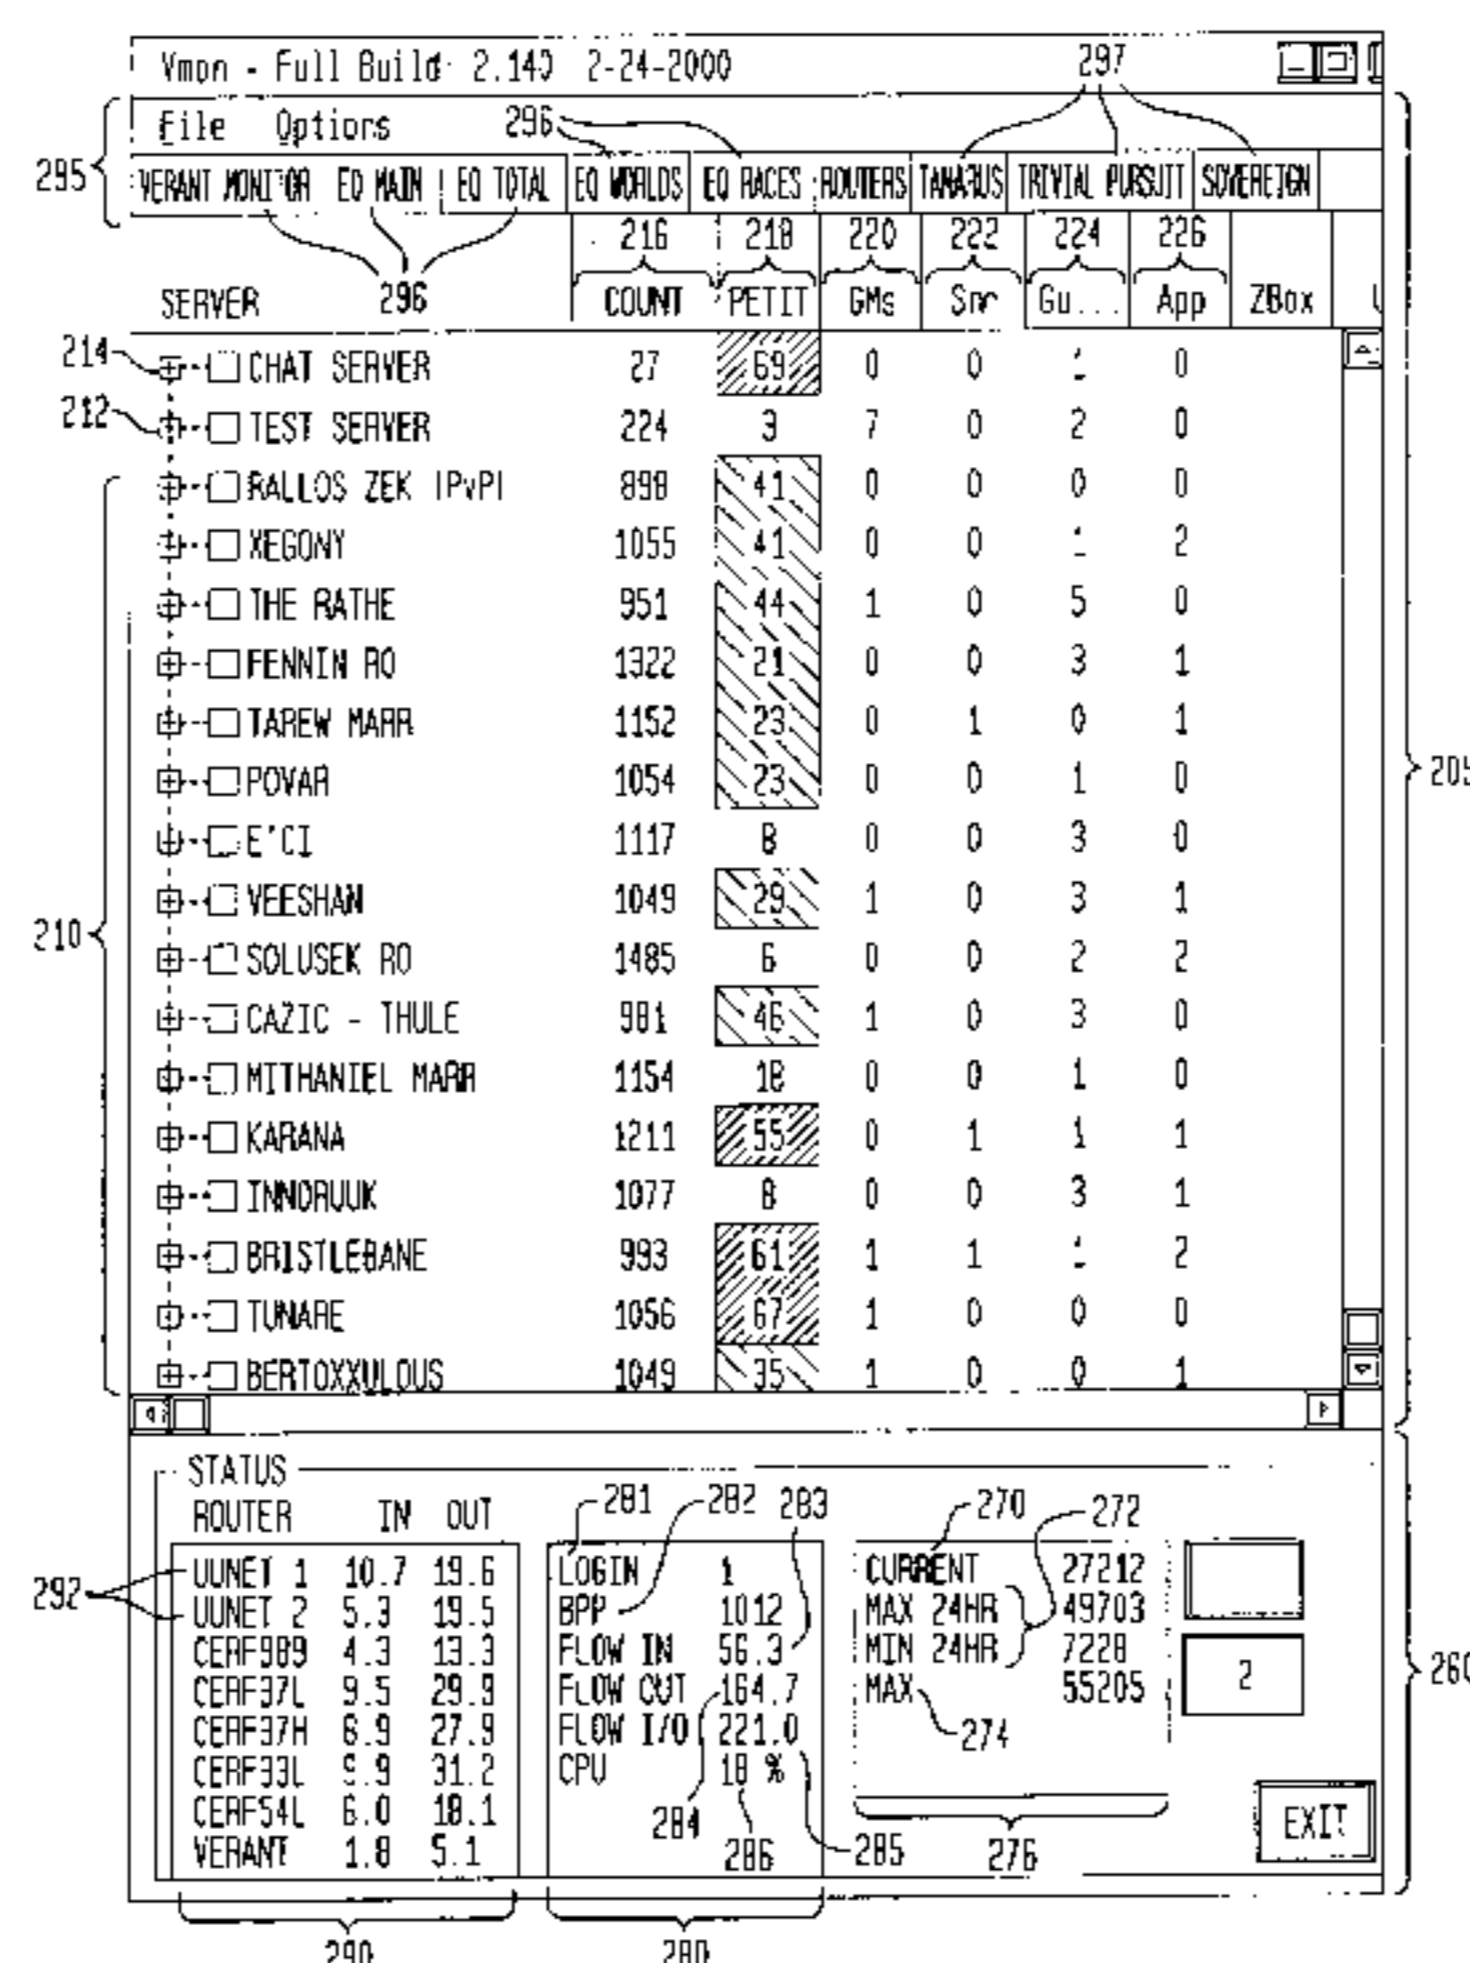 Vmon - Full Build 2.140 2-24-2000
297
File Options 296
295
VERANT MONITOR EQ MAIN EQ TOTAL EQ WORLDS EQ RACES ROUTERS TANARUS TRIVIAL PURSUIT SOVEREIGN
216 218 220 222 224 226
SERVER 296 COUNT PETIT GMs Snr Gu... App ZBox
214 CHAT SERVER 27 69 0 0 1 0
212 TEST SERVER 224 3 7 0 2 0
RALLOS ZEK (PvP) 898 41 0 0 0 0
XEGONY 1055 41 0 0 1 2
THE RATHE 951 44 1 0 5 0
FENNIN RO 1322 21 0 0 3 1
TAREW MARR 1152 23 0 1 0 1
POVAR 1054 23 0 0 1 0
205
E'CI 1117 8 0 0 3 0
VEESHAN 1049 29 1 0 3 1
210
SOLUSEK RO 1485 6 0 0 2 2
CAZIC - THULE 981 46 1 0 3 0
MITHANIEL MARR 1154 18 0 0 1 0
KARANA 1211 55 0 1 1 1
INNORUUK 1077 8 0 0 3 1
BRISTLEBANE 993 61 1 1 1 2
TUNARE 1056 67 1 0 0 0
BERTOXXULOUS 1049 35 1 0 0 1
STATUS
281 282 283 270 272
ROUTER IN OUT
292
UUNET 1 10.7 19.6
UUNET 2 5.3 19.5
CERF989 4.3 13.3
CERF37L 9.5 29.9
CERF37H 6.9 27.9
CERF33L 9.9 31.2
CERF54L 6.0 18.1
VERANT 1.8 5.1
LOGIN 1
BPP 1012
FLOW IN 56.3
FLOW OUT 164.7
FLOW I/O 221.0
CPU 18 %
284
286
285
CURRENT 27212
MAX 24HR 49703
MIN 24HR 7228
MAX 55205
274
276
2
260
EXIT
290 280